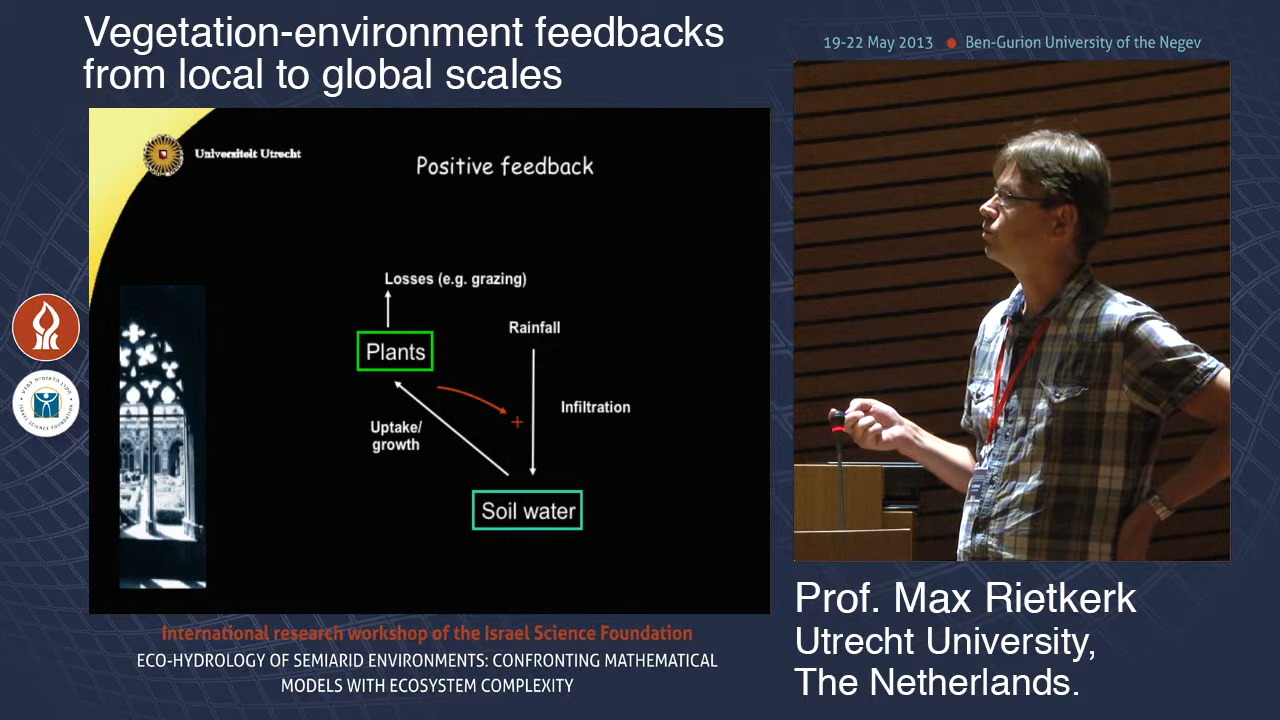 Vegetation-environment feedbacks
from local to global scales
19-22 May 2013 ● Ben-Gurion University of the Negev
Universiteit Utrecht
Positive feedback
Losses (e.g. grazing)
Rainfall
Plants
Infiltration
+
Uptake/
growth
Soil water
International research workshop of the Israel Science Foundation
ECO-HYDROLOGY OF SEMIARID ENVIRONMENTS: CONFRONTING MATHEMATICAL
MODELS WITH ECOSYSTEM COMPLEXITY
Prof. Max Rietkerk
Utrecht University,
The Netherlands.